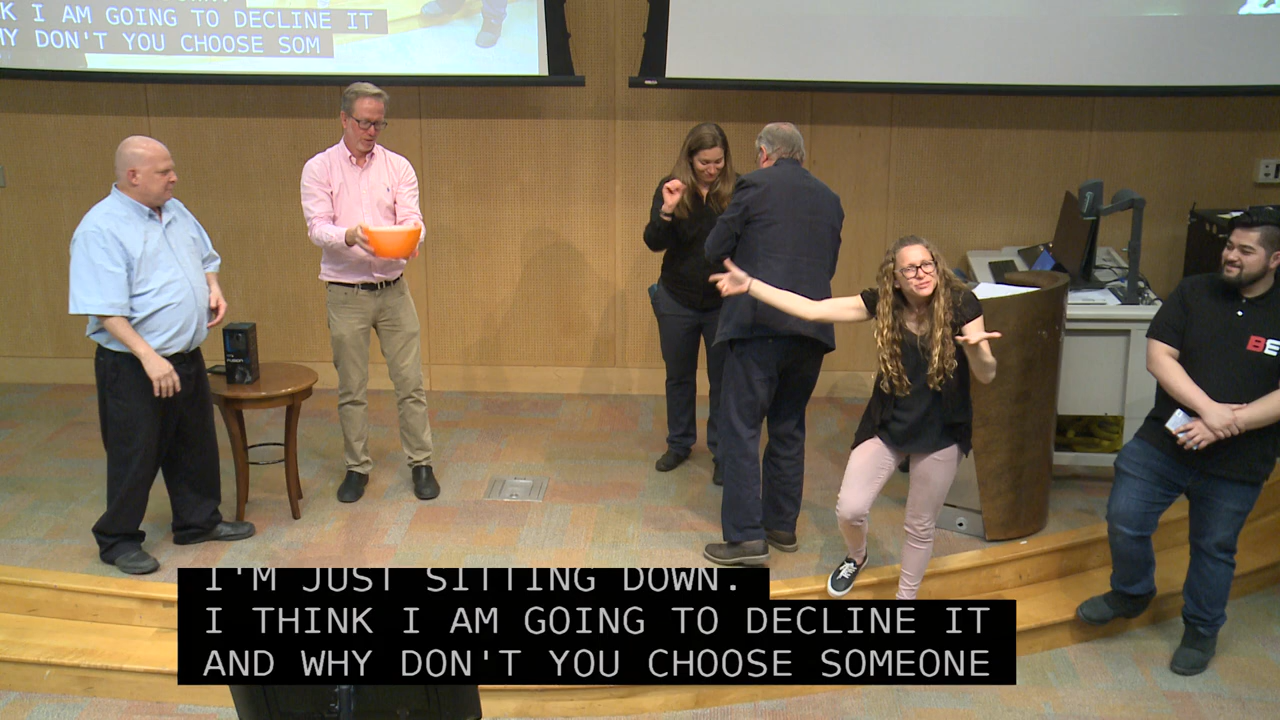 K I AM GOING TO DECLINE IT
Y DON'T YOU CHOOSE SOM
BE
I'M JUST SITTING DOWN.
I THINK I AM GOING TO DECLINE IT
AND WHY DON'T YOU CHOOSE SOMEONE